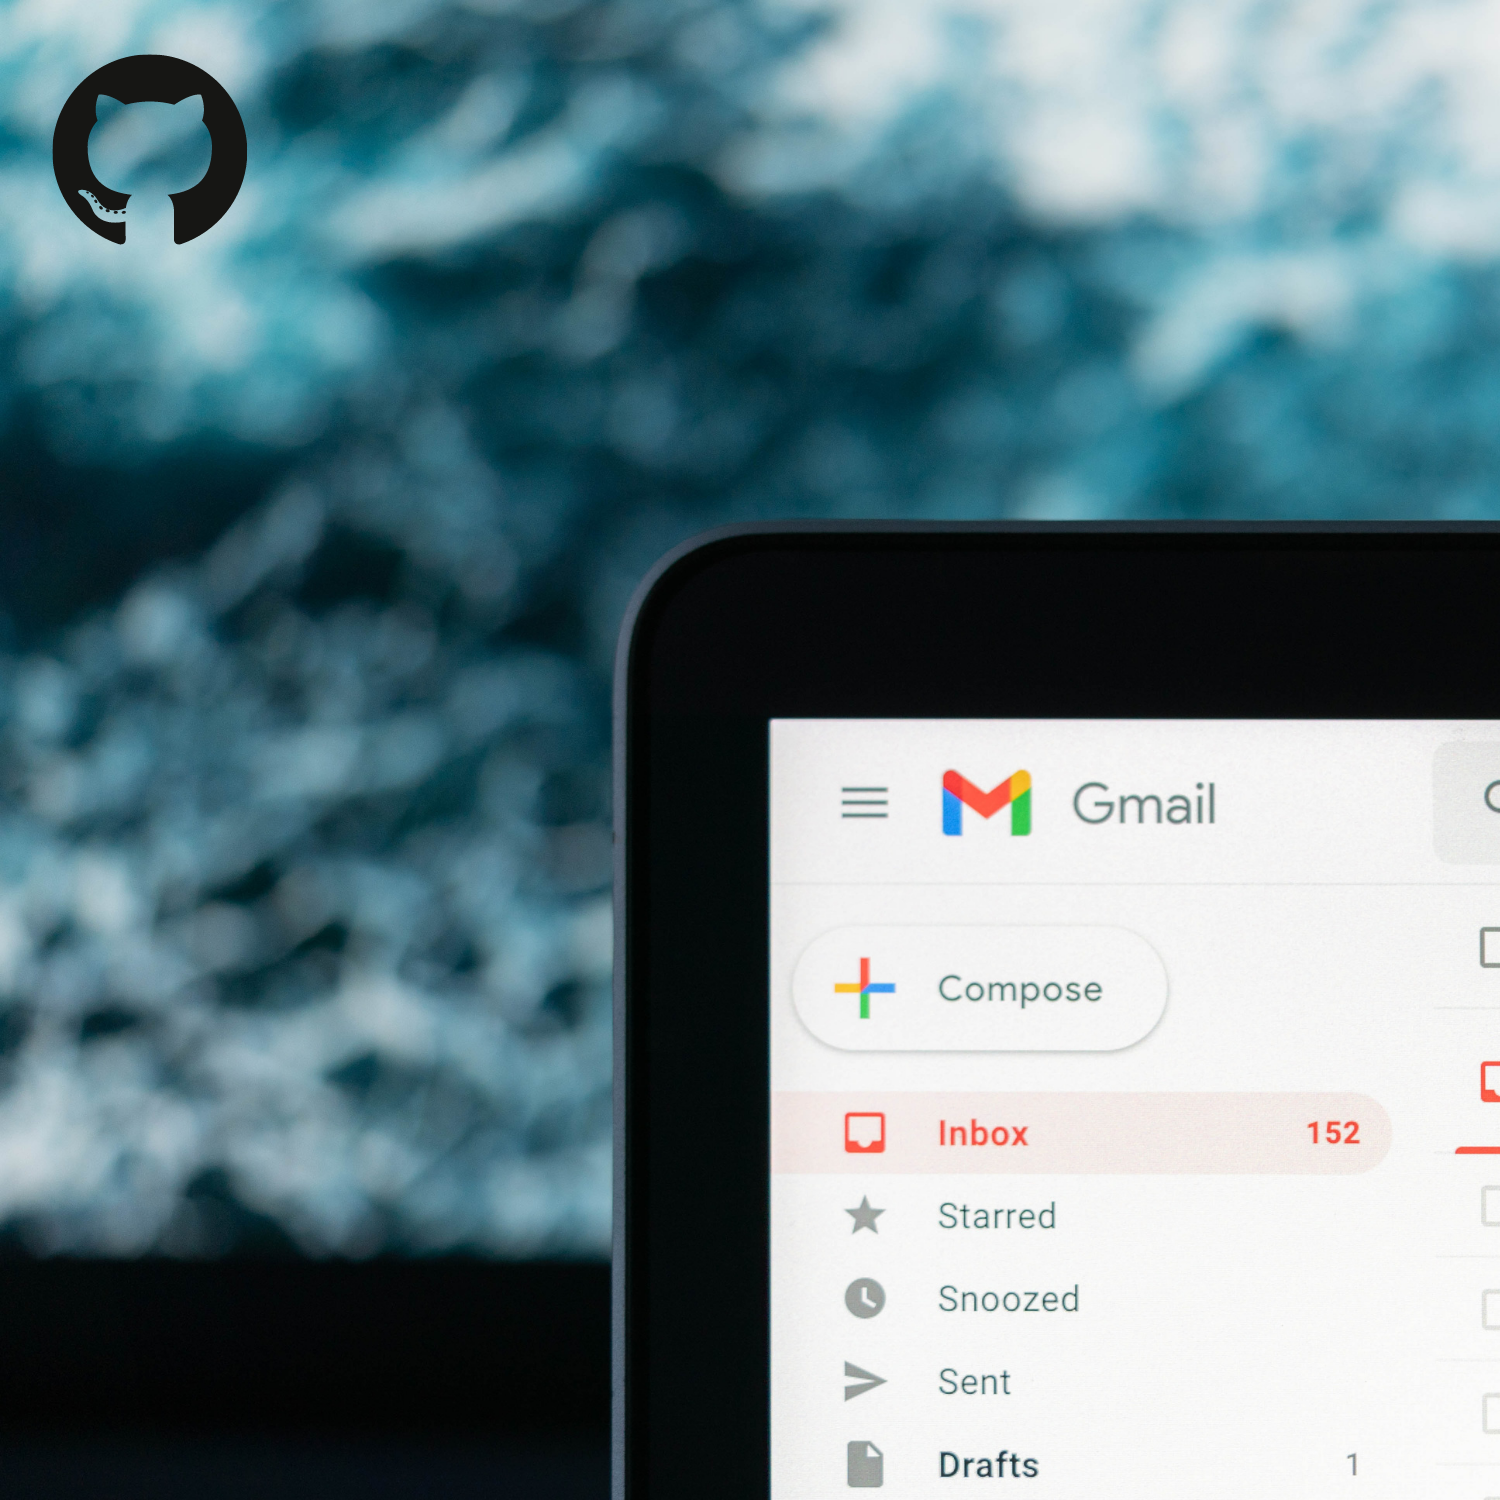 Gmail
Compose
Inbox 152
Starred
Snoozed
Sent
Drafts 1